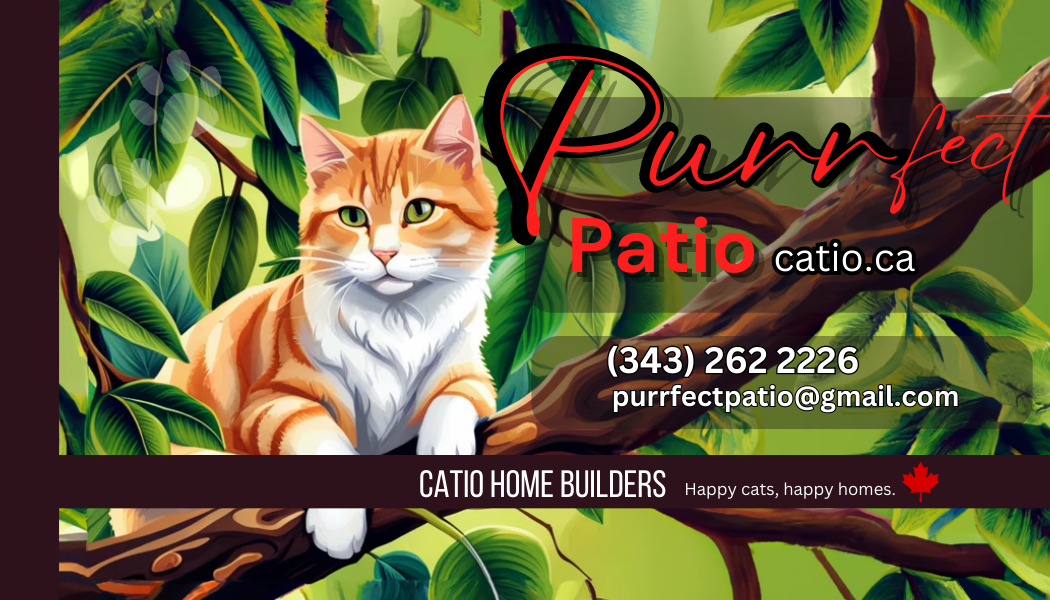 Purrfect
Patio catio.ca
(343) 262 2226
purrfectpatio@gmail.com
CATIO HOME BUILDERS Happy cats, happy homes.